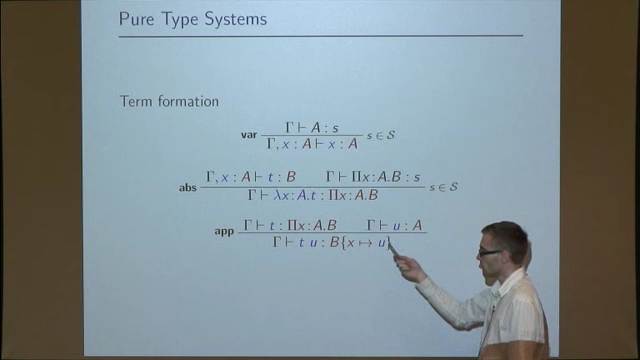 Pure Type Systems
Term formation
var Γ ⊢ A : s
Γ, x : A ⊢ x : A s ∈ 𝒮
abs Γ, x : A ⊢ t : B Γ ⊢ Πx:A.B : s
Γ ⊢ λx:A.t : Πx:A.B s ∈ 𝒮
app Γ ⊢ t : Πx:A.B Γ ⊢ u : A
Γ ⊢ t u : B{x ↦ u}